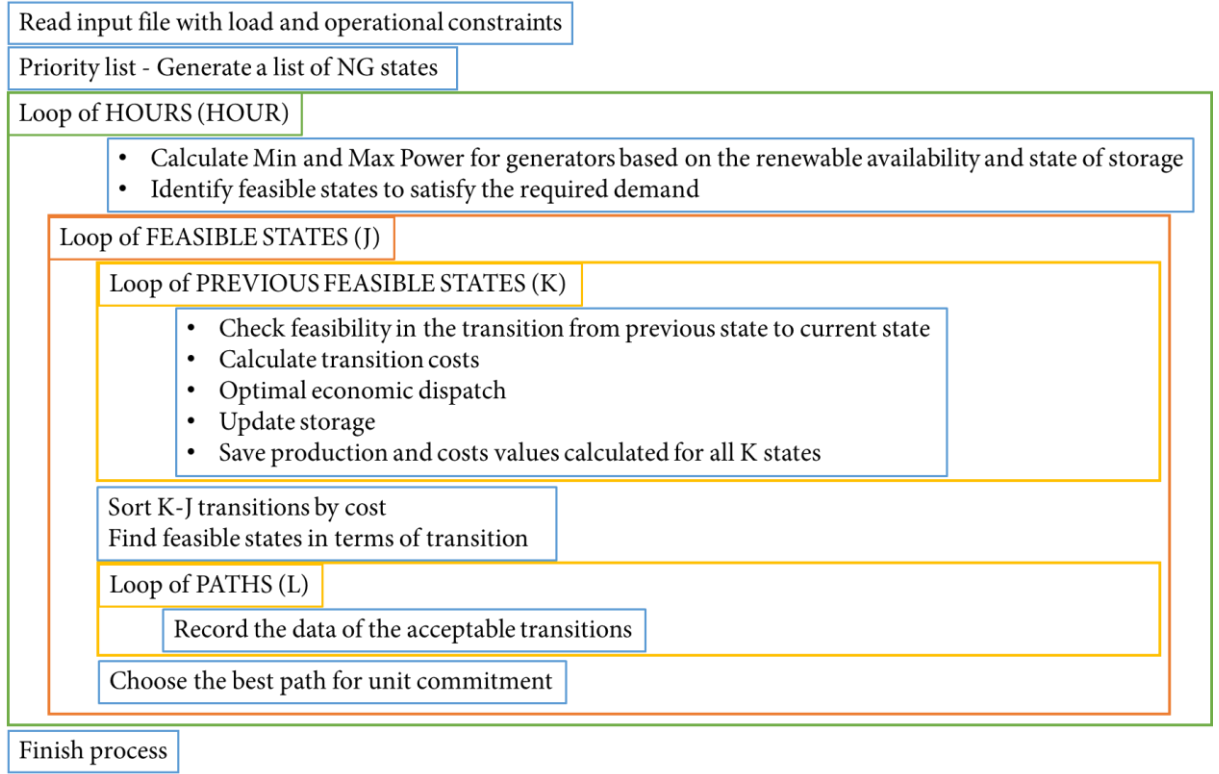 Read input file with load and operational constraints
Priority list - Generate a list of NG states
Loop of HOURS (HOUR)
• Calculate Min and Max Power for generators based on the renewable availability and state of storage
• Identify feasible states to satisfy the required demand
Loop of FEASIBLE STATES (J)
Loop of PREVIOUS FEASIBLE STATES (K)
• Check feasibility in the transition from previous state to current state
• Calculate transition costs
• Optimal economic dispatch
• Update storage
• Save production and costs values calculated for all K states
Sort K-J transitions by cost
Find feasible states in terms of transition
Loop of PATHS (L)
Record the data of the acceptable transitions
Choose the best path for unit commitment
Finish process